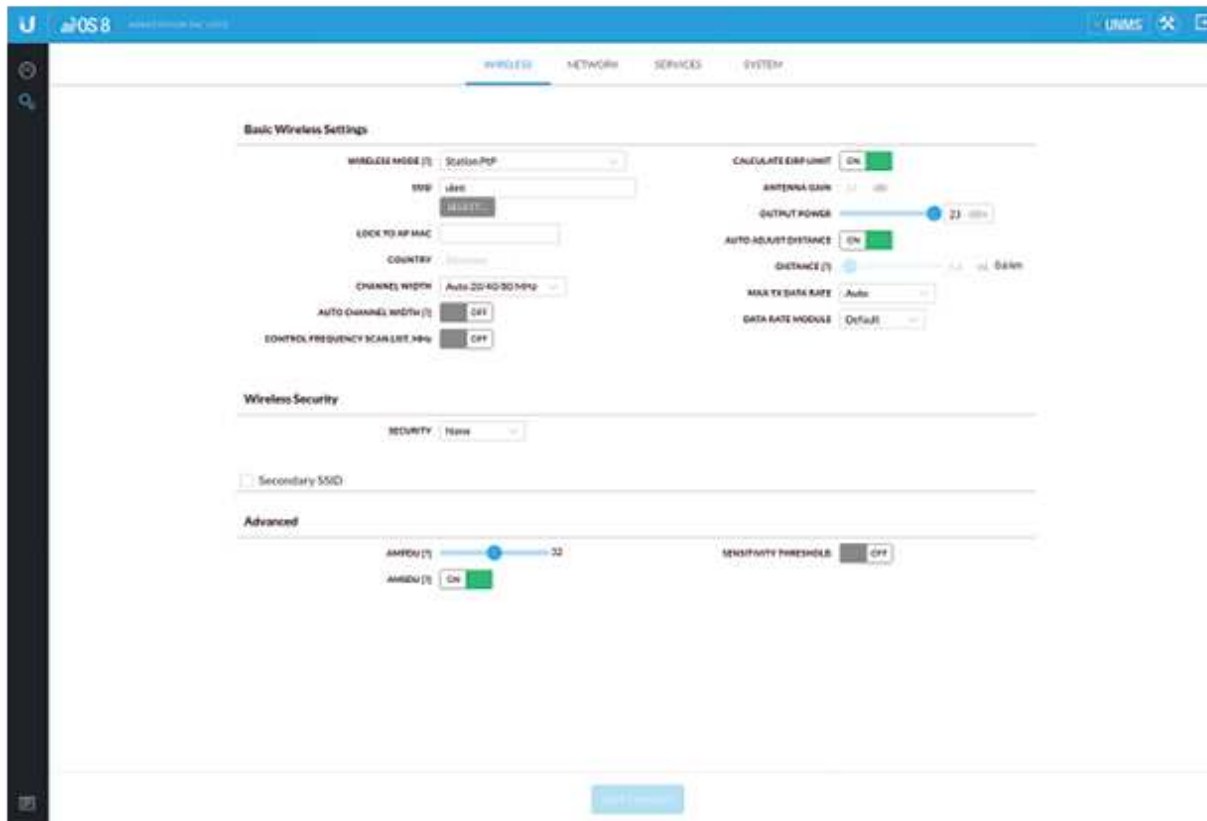 airOS 8
UNMS
WIRELESS NETWORK SERVICES SYSTEM
Basic Wireless Settings
WIRELESS MODE [?] Station PtP
SSID ubnt
SELECT...
LOCK TO AP MAC
COUNTRY
CHANNEL WIDTH Auto 20/40/80 MHz
AUTO CHANNEL WIDTH [?] OFF
CONTROL FREQUENCY SCAN LIST, MHz OFF
CALCULATE EIRP LIMIT ON
ANTENNA GAIN
OUTPUT POWER 23
AUTO ADJUST DISTANCE ON
DISTANCE [?]
MAX TX DATA RATE Auto
DATA RATE MODULE Default
Wireless Security
SECURITY None
Secondary SSID
Advanced
AMPDU [?] 32
AMSDU [?] ON
SENSITIVITY THRESHOLD OFF